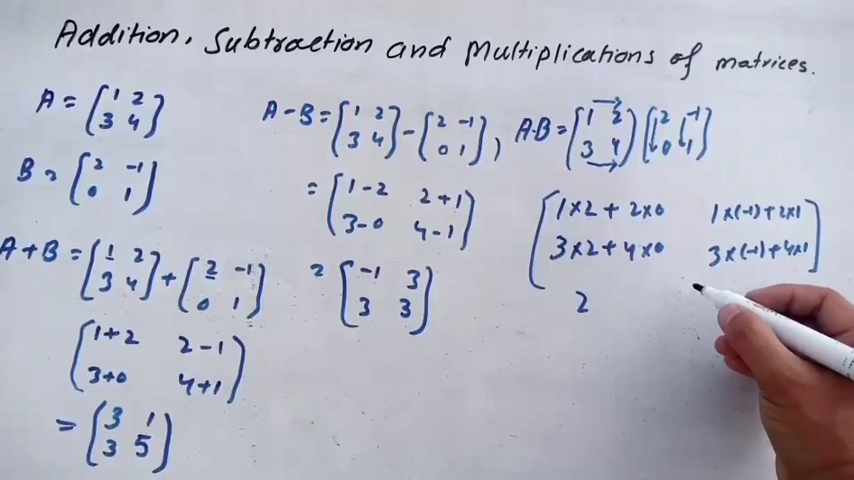 Addition, Subtraction and Multiplications of matrices.
A = (1 2
3 4)
B = (2 -1
0 1)
A+B = (1 2
3 4) + (2 -1
0 1)
(1+2 2-1
3+0 4+1)
= (3 1
3 5)
A-B = (1 2
3 4) - (2 -1
0 1),
= (1-2 2+1
3-0 4-1)
= (-1 3
3 3)
A·B = (1 2
3 4) (2 -1
0 1)
(1×2 + 2×0 1×(-1)+2×1
3×2+4×0 3×(-1)+4×1)
2